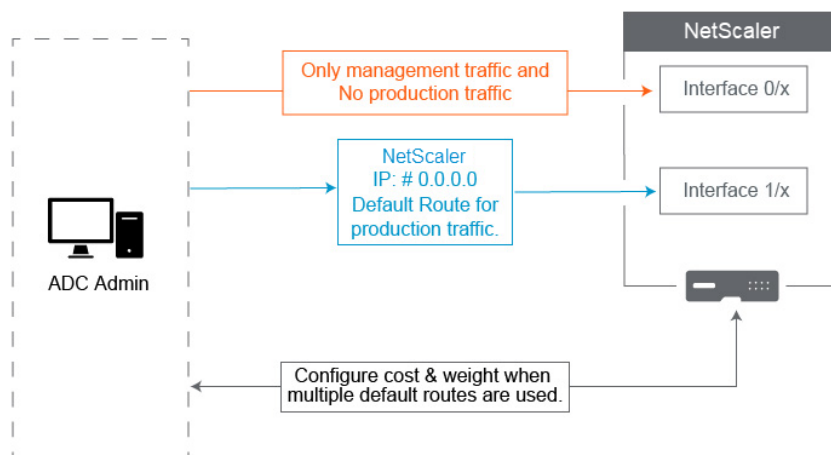 NetScaler
Only management traffic and
No production traffic
Interface 0/x
NetScaler
IP: # 0.0.0.0
Default Route for
production traffic.
Interface 1/x
ADC Admin
Configure cost & weight when
multiple default routes are used.